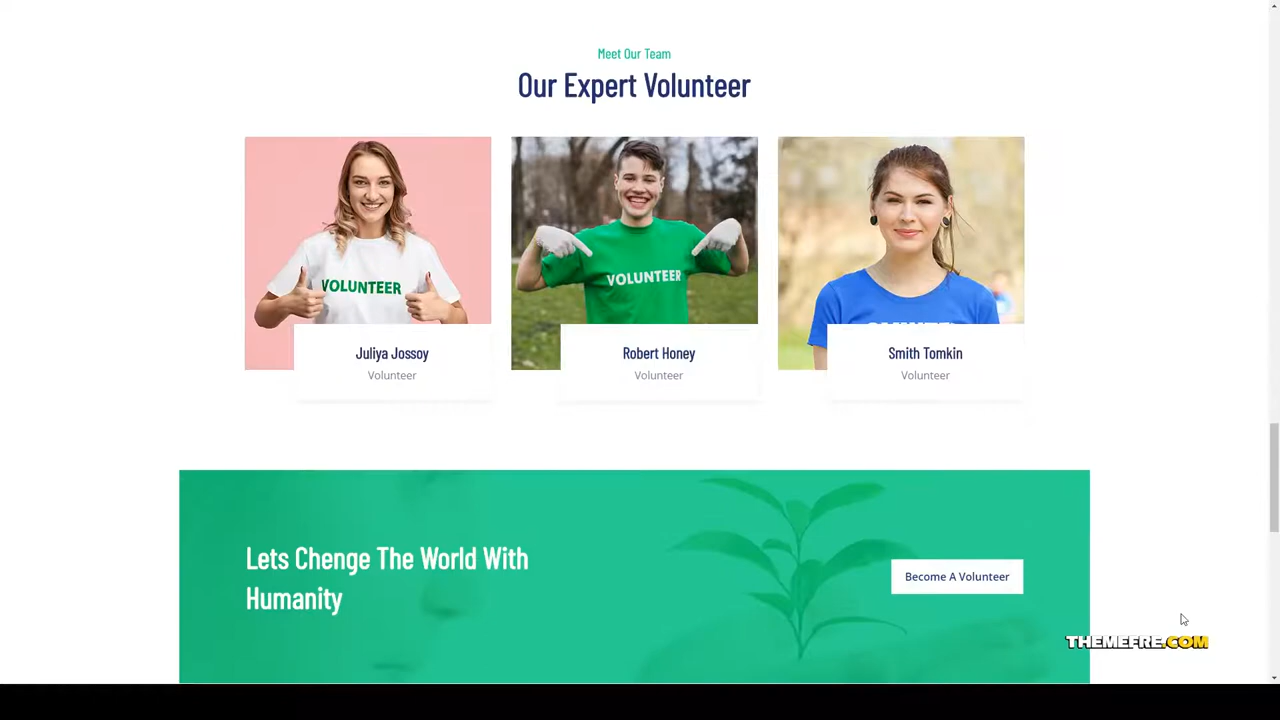 Meet Our Team
Our Expert Volunteer
VOLUNTEER
VOLUNTEER
Juliya Jossoy
Volunteer
Robert Honey
Volunteer
Smith Tomkin
Volunteer
Lets Chenge The World With
Humanity
Become A Volunteer
THEMEFRE.COM